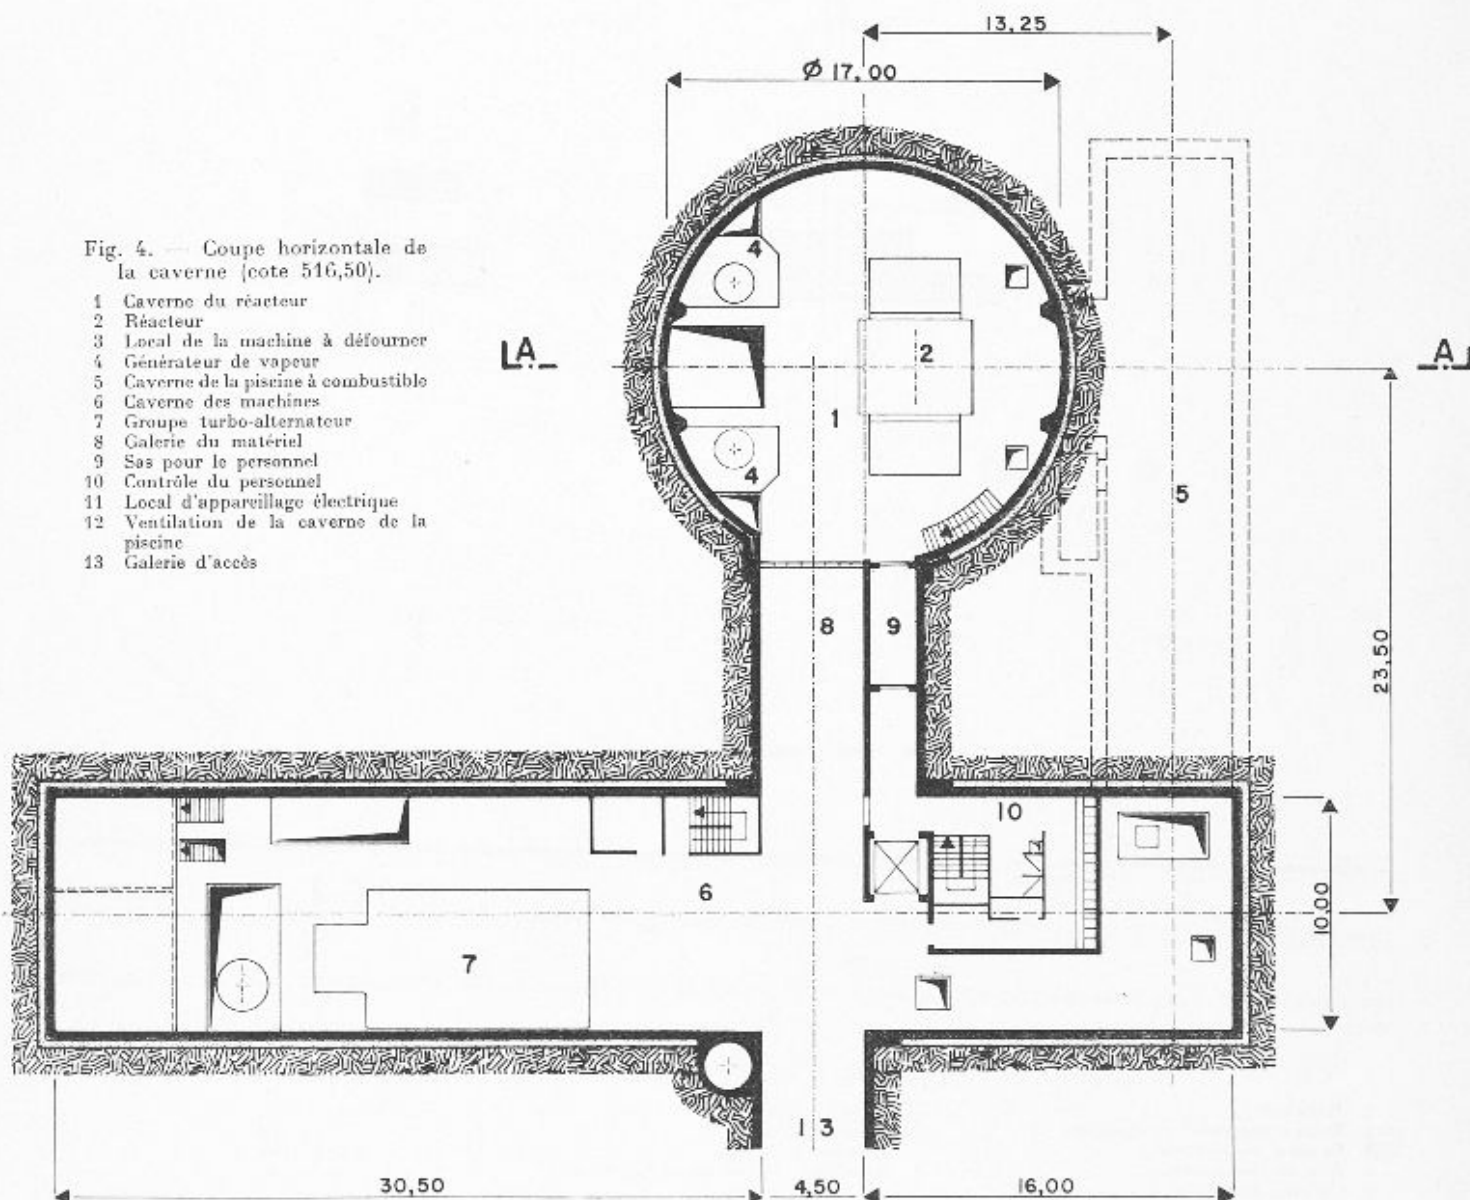 13,25
Ø 17,00
Fig. 4. — Coupe horizontale de
la caverne (cote 516,50).
1 Caverne du réacteur
2 Réacteur
3 Local de la machine à défourner
4 Générateur de vapeur
5 Caverne de la piscine à combustible
6 Caverne des machines
7 Groupe turbo-alternateur
8 Galerie du matériel
9 Sas pour le personnel
10 Contrôle du personnel
11 Local d'appareillage électrique
12 Ventilation de la caverne de la
piscine
13 Galerie d'accès
4
A
2
A
1
4
5
8
9
23,50
10
6
10,00
7
13
30,50
4,50
16,00